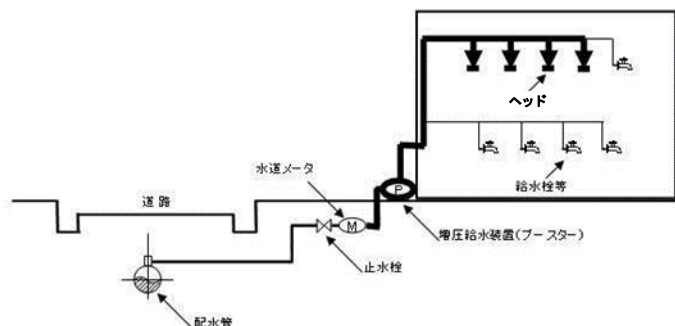 ヘッド
給水栓等
水道メータ
道路
P
M
増圧給水装置(ブースター)
止水栓
配水管